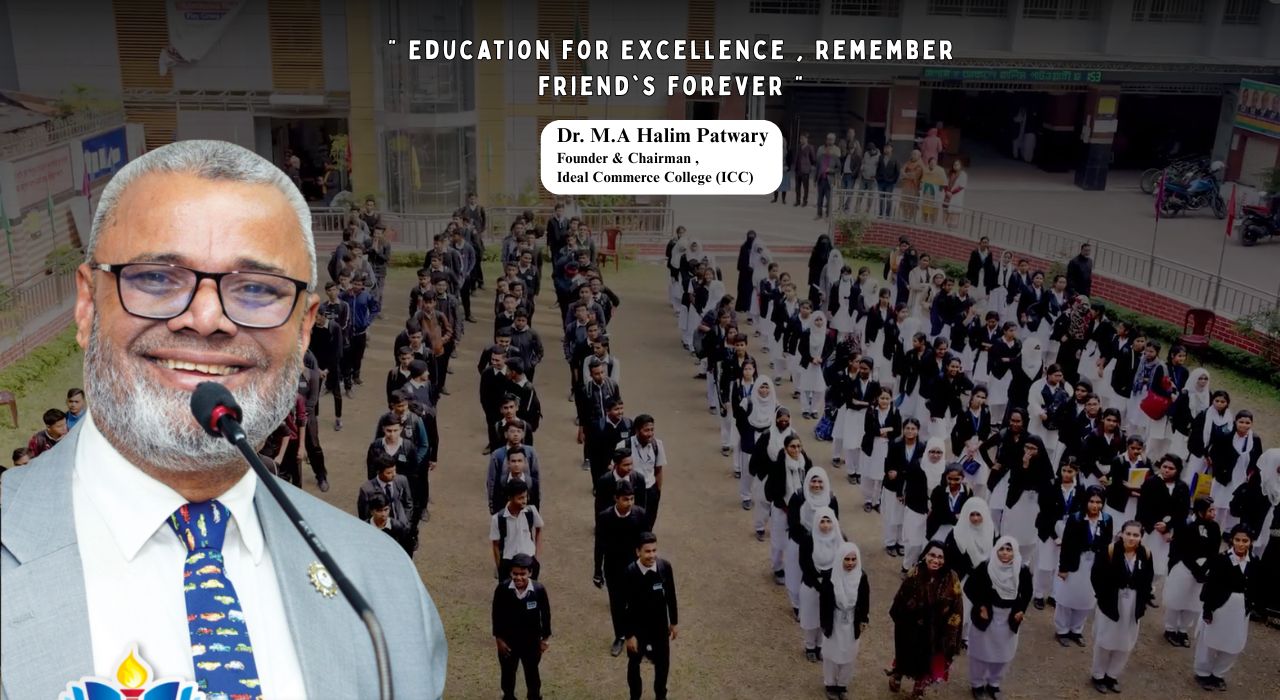 " EDUCATION FOR EXCELLENCE , REMEMBER
FRIEND`S FOREVER "
Dr. M.A Halim Patwary
Founder & Chairman ,
Ideal Commerce College (ICC)